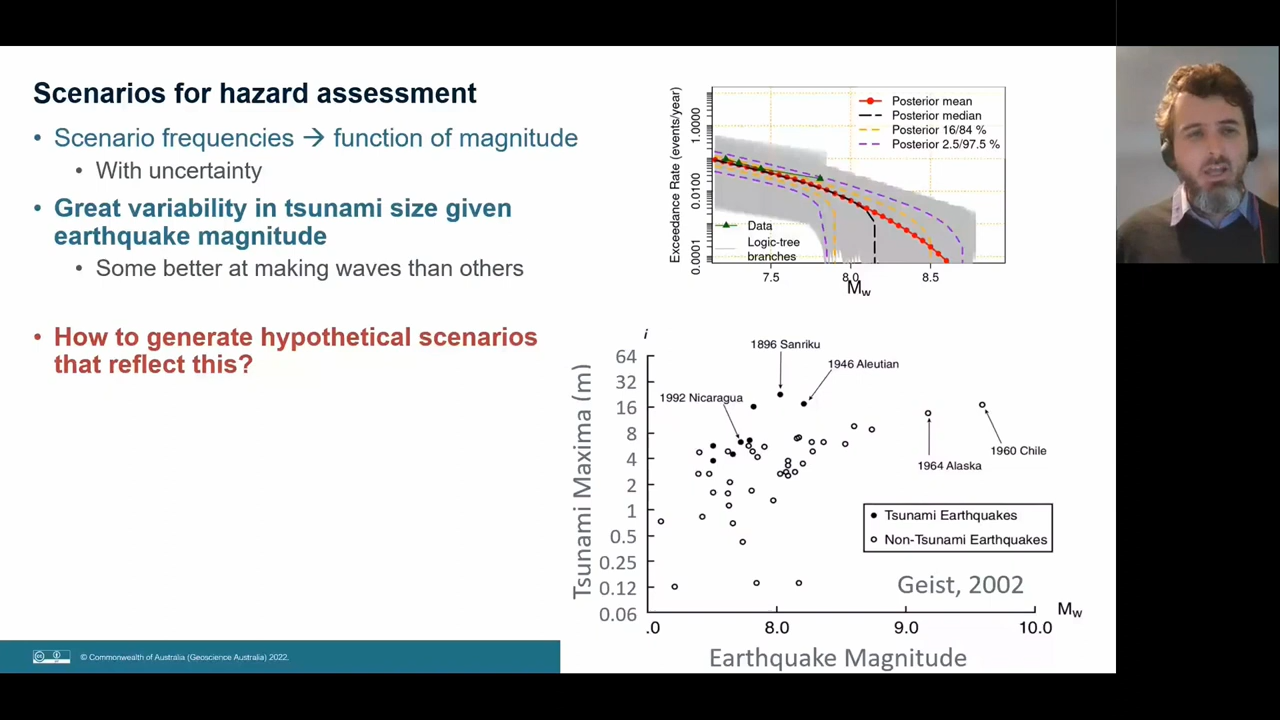 Scenarios for hazard assessment
• Scenario frequencies → function of magnitude
• With uncertainty
• Great variability in tsunami size given
earthquake magnitude
• Some better at making waves than others
• How to generate hypothetical scenarios
that reflect this?
© Commonwealth of Australia (Geoscience Australia) 2022.
Exceedance Rate (events/year)
1.0000
0.0100
0.0001
Posterior mean
Posterior median
Posterior 16/84 %
Posterior 2.5/97.5 %
Data
Logic-tree
branches
7.5
8.0
8.5
Mw
i
Tsunami Maxima (m)
64
32
16
8
4
2
1
0.5
0.25
0.12
0.06
1896 Sanriku
1946 Aleutian
1992 Nicaragua
1960 Chile
1964 Alaska
Tsunami Earthquakes
Non-Tsunami Earthquakes
Geist, 2002
Mw
.0
8.0
9.0
10.0
Earthquake Magnitude